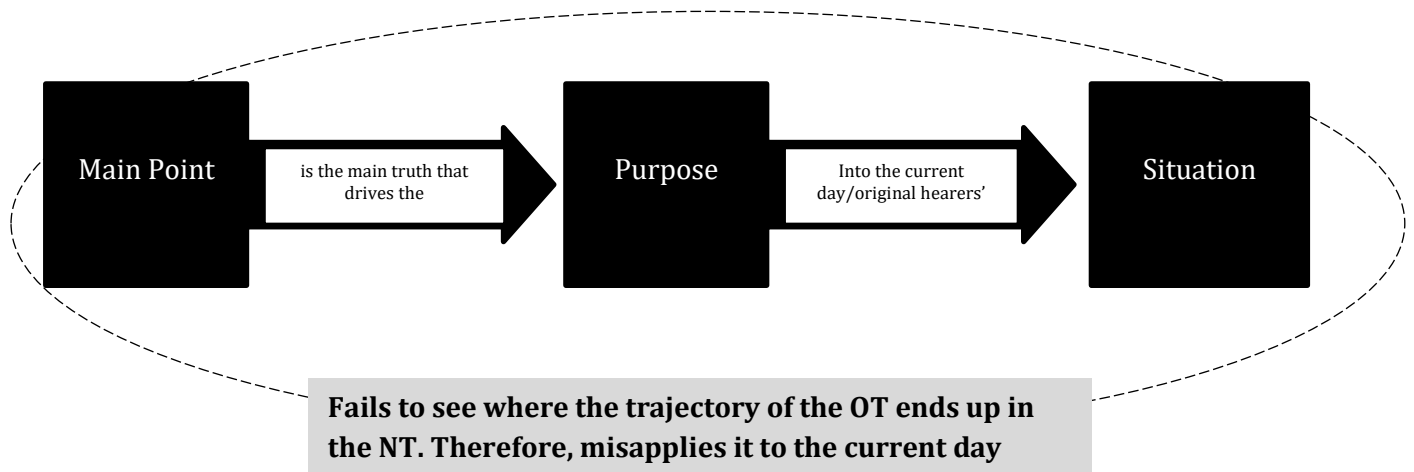 Main Point
is the main truth that
drives the
Purpose
Into the current
day/original hearers’
Situation
Fails to see where the trajectory of the OT ends up in
the NT. Therefore, misapplies it to the current day